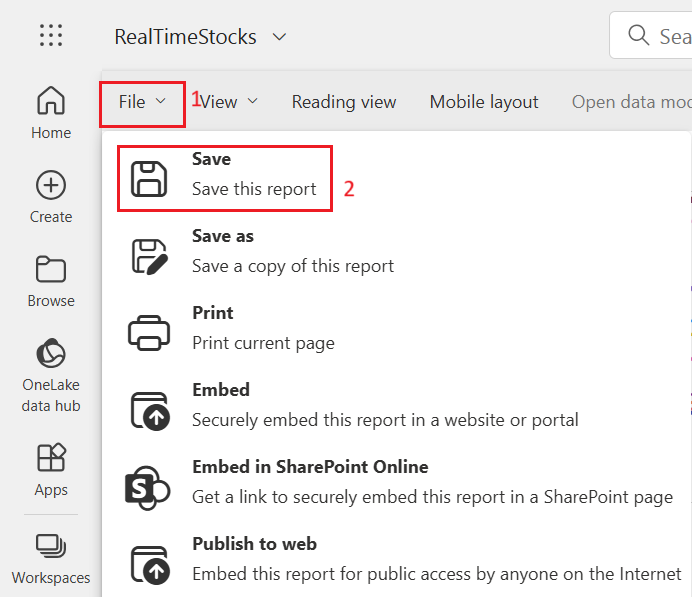 RealTimeStocks
Sea
Home
Create
Browse
OneLake
data hub
Apps
Workspaces
File 1 View Reading view Mobile layout Open data mod
Save
Save this report 2
Save as
Save a copy of this report
Print
Print current page
Embed
Securely embed this report in a website or portal
Embed in SharePoint Online
S
Get a link to securely embed this report in a SharePoint page
Publish to web
Embed this report for public access by anyone on the Internet